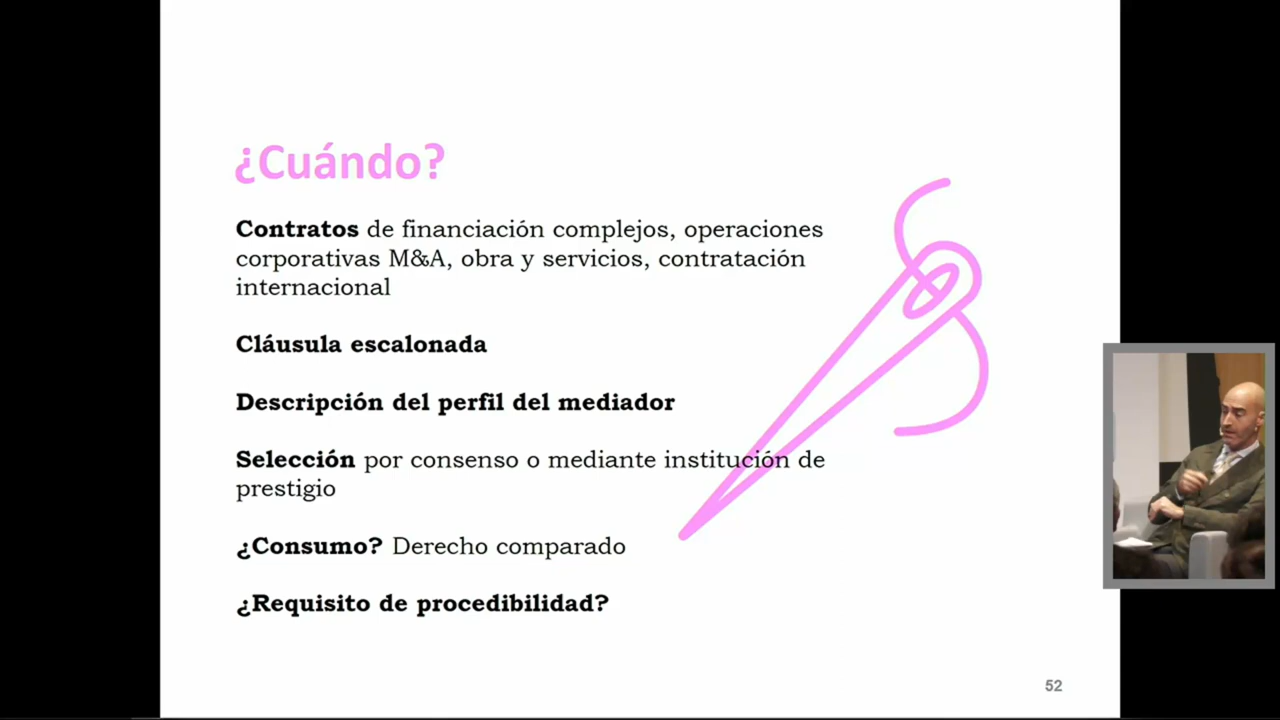 ¿Cuándo?
Contratos de financiación complejos, operaciones
corporativas M&A, obra y servicios, contratación
internacional
Cláusula escalonada
Descripción del perfil del mediador
Selección por consenso o mediante institución de
prestigio
¿Consumo? Derecho comparado
¿Requisito de procedibilidad?
52